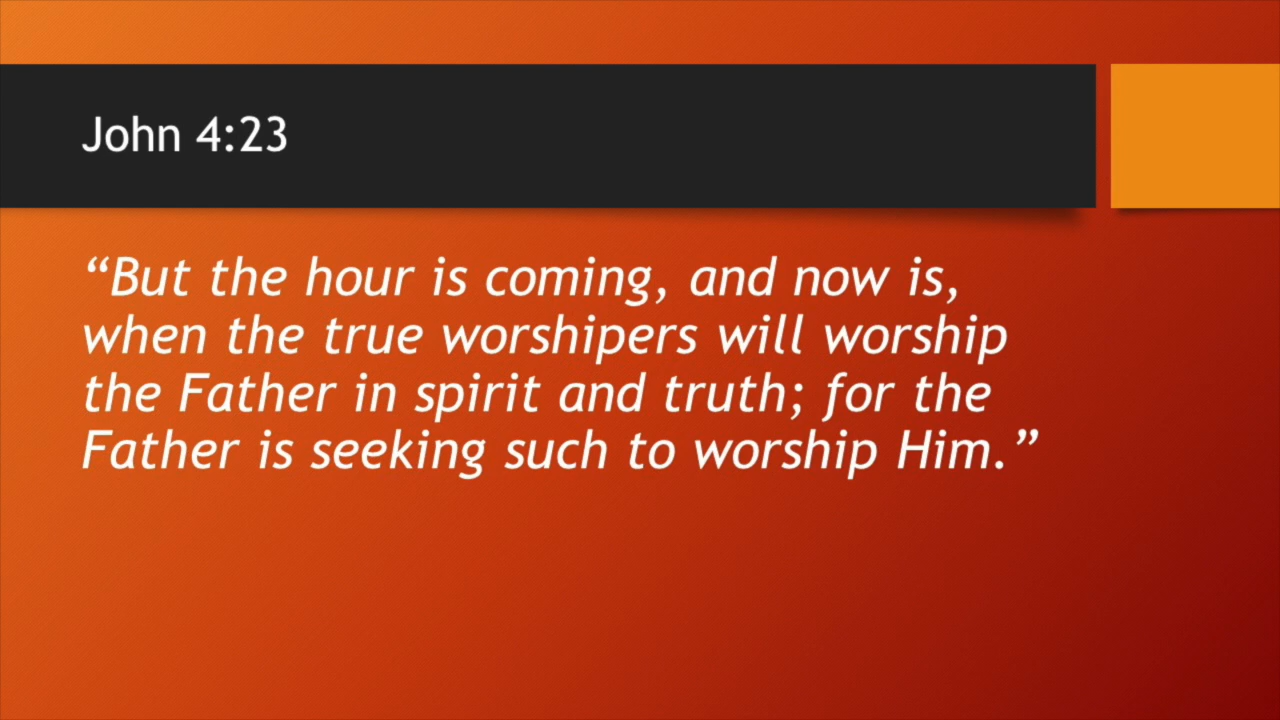 John 4:23
“But the hour is coming, and now is,
when the true worshipers will worship
the Father in spirit and truth; for the
Father is seeking such to worship Him.”